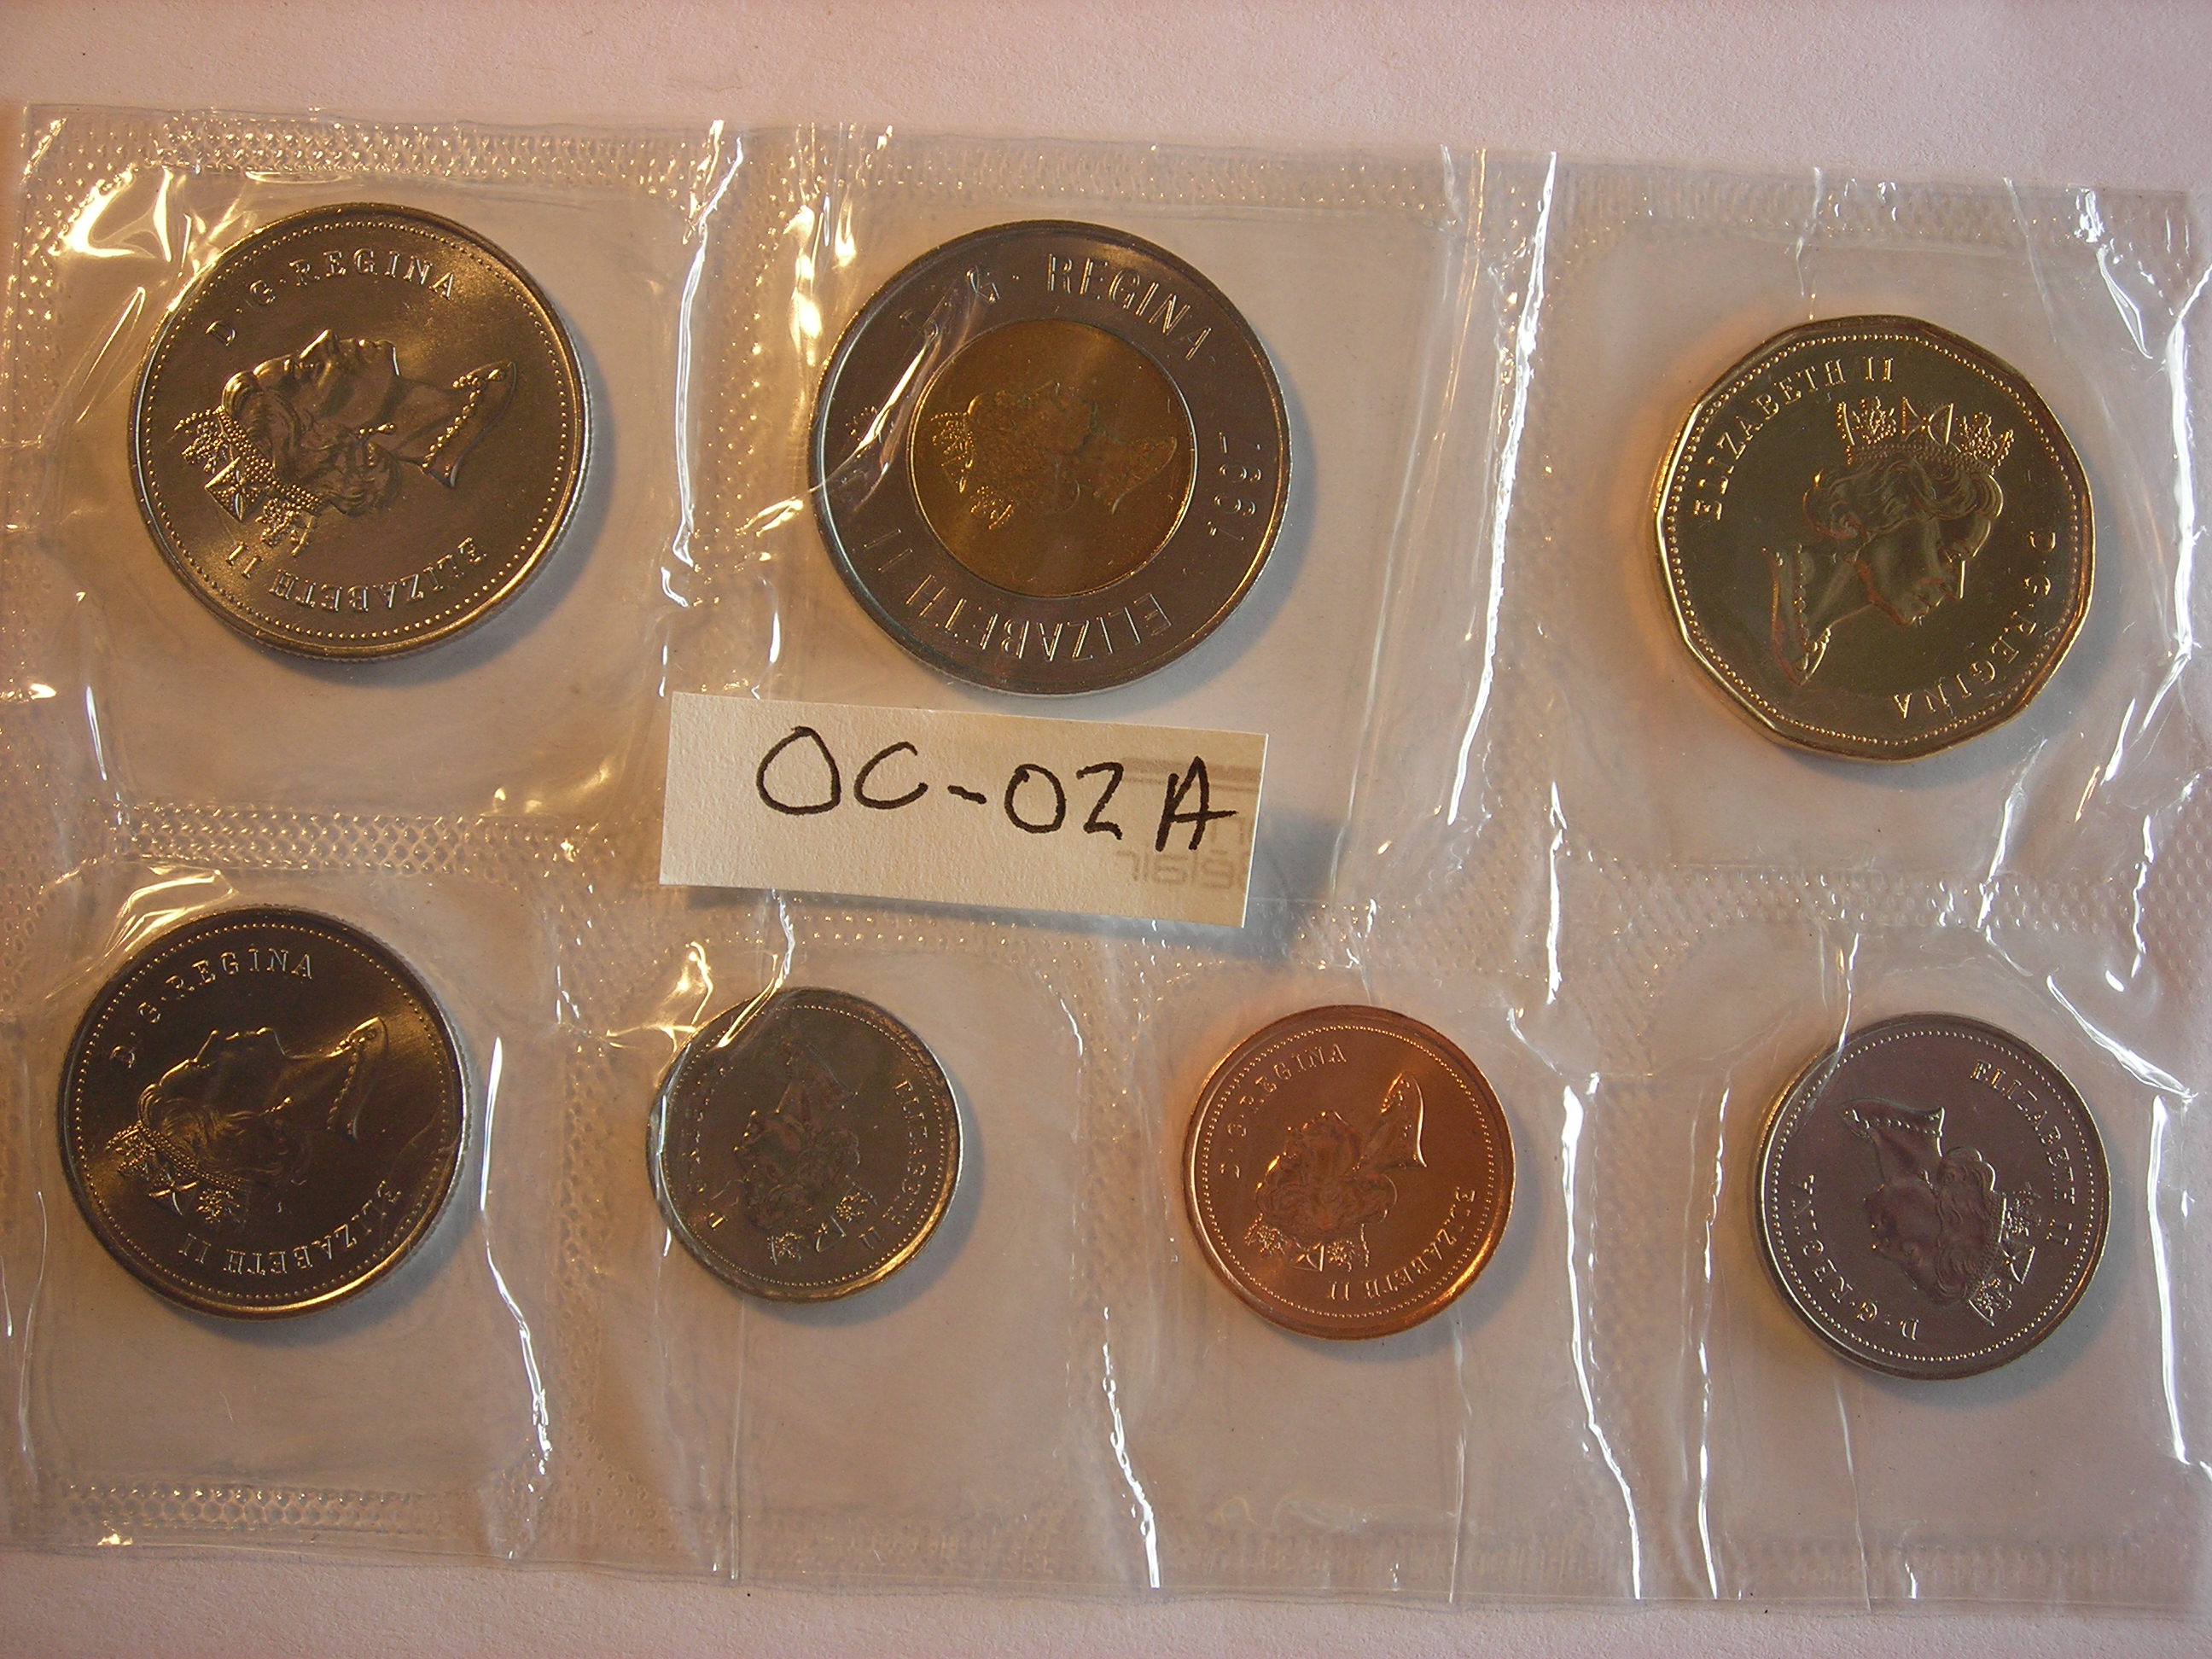 D·G·REGINA
ELIZABETH II
D·G· REGINA
ELIZABETH II
1997
ELIZABETH II
D·G·REGINA
OC-02A
D·G·REGINA
ELIZABETH II
ELIZABETH II
D·G·REGINA
ELIZABETH II
ELIZABETH II
D·G·REGINA